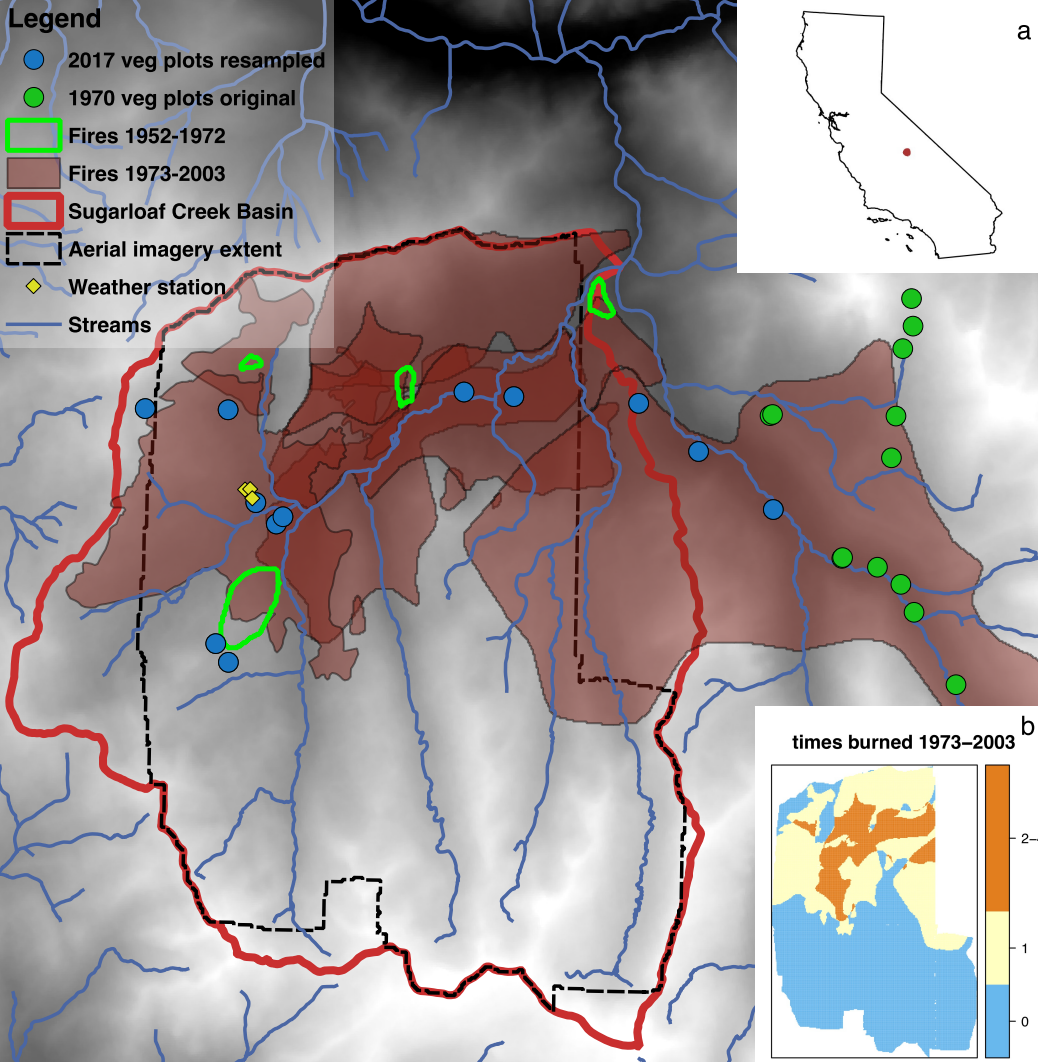 Legend
2017 veg plots resampled
1970 veg plots original
Fires 1952-1972
Fires 1973-2003
Sugarloaf Creek Basin
Aerial imagery extent
Weather station
Streams
a
b
times burned 1973–2003
2–
1
0